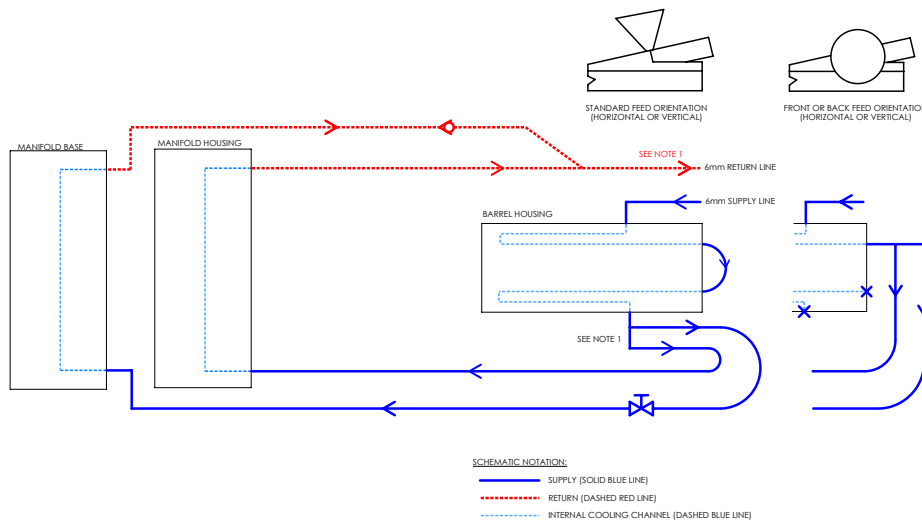 STANDARD FEED ORIENTATION
(HORIZONTAL OR VERTICAL)
FRONT OR BACK FEED ORIENTATION
(HORIZONTAL OR VERTICAL)
MANIFOLD BASE
MANIFOLD HOUSING
SEE NOTE 1
6mm RETURN LINE
6mm SUPPLY LINE
BARREL HOUSING
SEE NOTE 1
SCHEMATIC NOTATION:
SUPPLY (SOLID BLUE LINE)
RETURN (DASHED RED LINE)
INTERNAL COOLING CHANNEL (DASHED BLUE LINE)